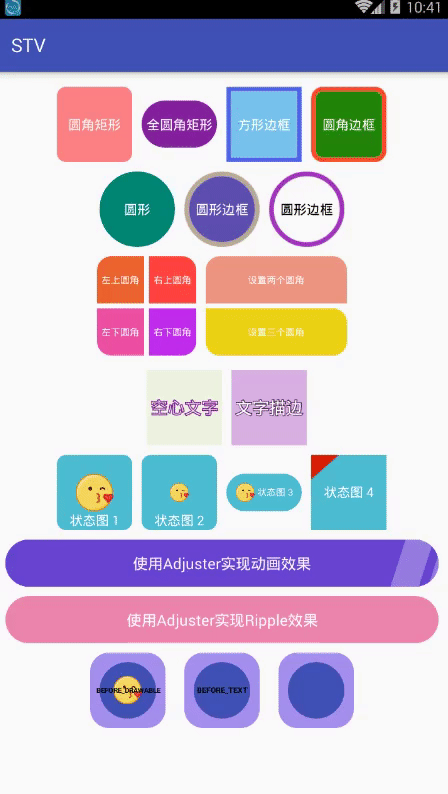 10:41
STV
圆角矩形
全圆角矩形
方形边框
圆角边框
圆形
圆形边框
圆形边框
左上圆角
右上圆角
设置两个圆角
左下圆角
右下圆角
设置三个圆角
空心文字
文字描边
状态图 1
状态图 2
状态图 3
状态图 4
使用Adjuster实现动画效果
使用Adjuster实现Ripple效果
BEFORE_DRAWABLE
BEFORE_TEXT